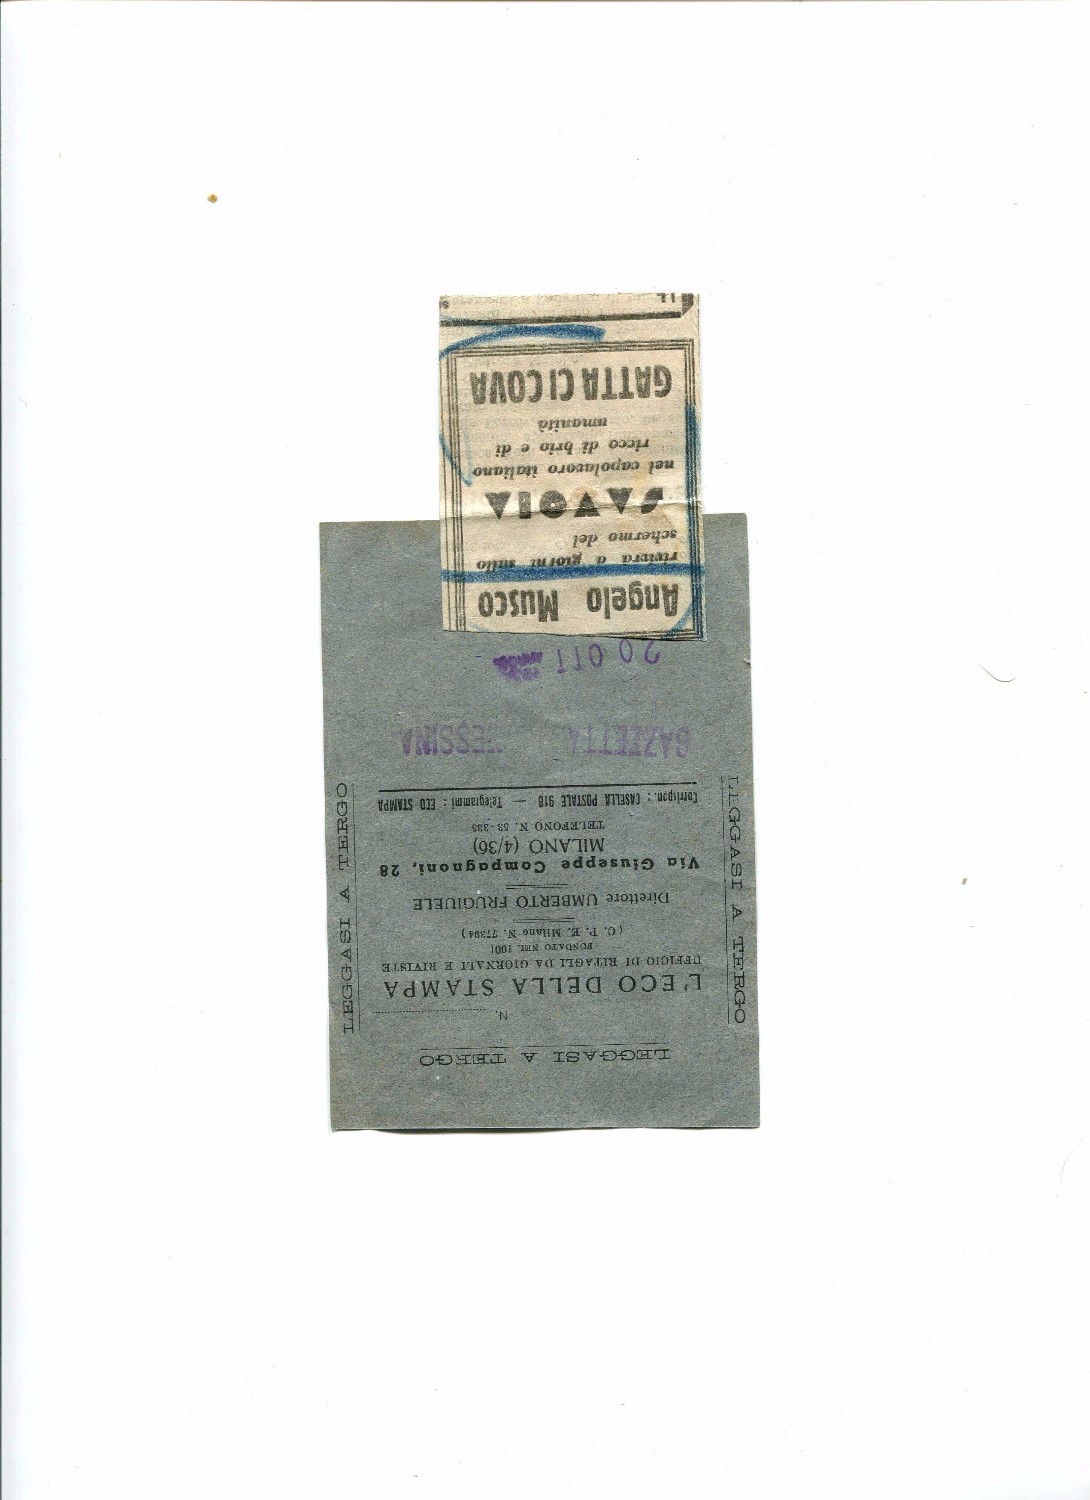 LEGGASI A TERGO
N.
L'ECO DELLA STAMPA
UFFICIO DI RITAGLI DA GIORNALI E RIVISTE
FONDATO NEL 1901
( C. P. E. Milano N. 77394 )
Direttore UMBERTO FRUGIUELE
Via Giuseppe Compagnoni, 28
MILANO (4/36)
TELEFONO N. 53-335
Corrispon. : CASELLA POSTALE 918 — Telegrammi : ECO STAMPA
LEGGASI A TERGO
LEGGASI A TERGO
GAZZETTA MESSINA
20 OTT
Angelo Musco
rivivrà a giorni sullo
schermo del
SAVOIA
nel capolavoro italiano
ricco di brio e di
umanità
GATTA CI COVA